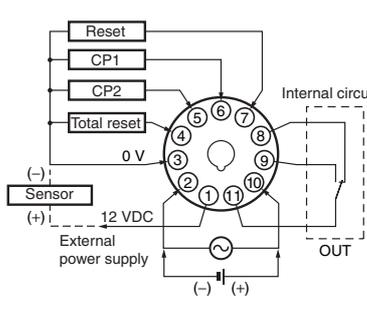 Reset
CP1
CP2
Total reset
Internal circu
6
5
7
4
8
3
9
2
10
1
11
0 V
(−)
Sensor
(+)
12 VDC
External
power supply
OUT
(−)
(+)